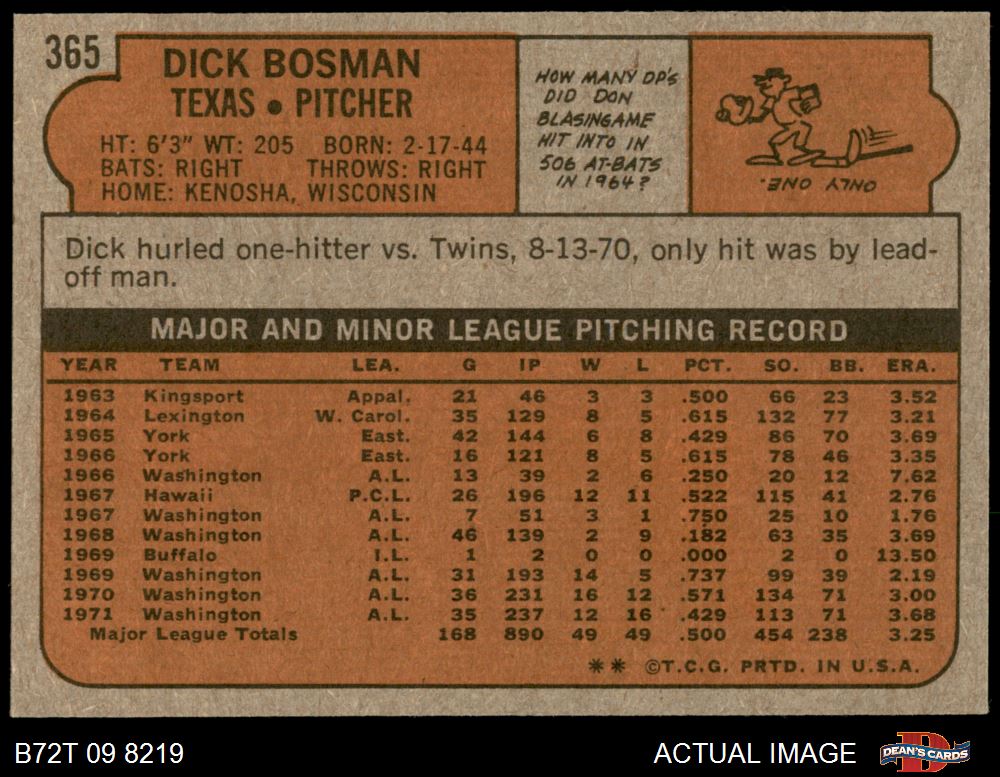 365
DICK BOSMAN
TEXAS • PITCHER
HT: 6'3" WT: 205 BORN: 2-17-44
BATS: RIGHT THROWS: RIGHT
HOME: KENOSHA, WISCONSIN
HOW MANY DP'S
DID DON
BLASINGAME
HIT INTO IN
506 AT-BATS
IN 1964?
ONLY ONE.
Dick hurled one-hitter vs. Twins, 8-13-70, only hit was by lead-
off man.
MAJOR AND MINOR LEAGUE PITCHING RECORD
YEAR TEAM LEA. G IP W L PCT. SO. BB. ERA.
1963 Kingsport Appal. 21 46 3 3 .500 66 23 3.52
1964 Lexington W. Carol. 35 129 8 5 .615 132 77 3.21
1965 York East. 42 144 6 8 .429 86 70 3.69
1966 York East. 16 121 8 5 .615 78 46 3.35
1966 Washington A.L. 13 39 2 6 .250 20 12 7.62
1967 Hawaii P.C.L. 26 196 12 11 .522 115 41 2.76
1967 Washington A.L. 7 51 3 1 .750 25 10 1.76
1968 Washington A.L. 46 139 2 9 .182 63 35 3.69
1969 Buffalo I.L. 1 2 0 0 .000 2 0 13.50
1969 Washington A.L. 31 193 14 5 .737 99 39 2.19
1970 Washington A.L. 36 231 16 12 .571 134 71 3.00
1971 Washington A.L. 35 237 12 16 .429 113 71 3.68
Major League Totals 168 890 49 49 .500 454 238 3.25
** ©T.C.G. PRTD. IN U.S.A.
B72T 09 8219
ACTUAL IMAGE
DEAN'S CARDS